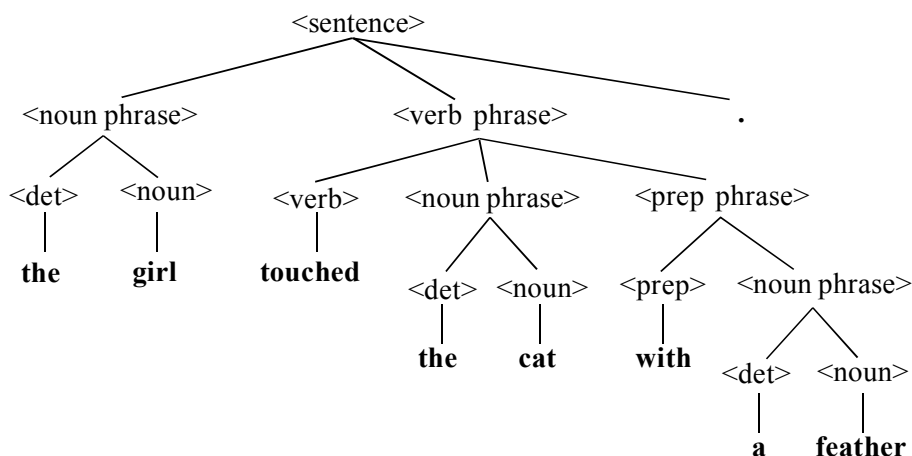 <sentence>
<noun phrase> <verb phrase> .
<det> <noun> <verb> <noun phrase> <prep phrase>
the girl touched <det> <noun> <prep> <noun phrase>
the cat with <det> <noun>
a feather